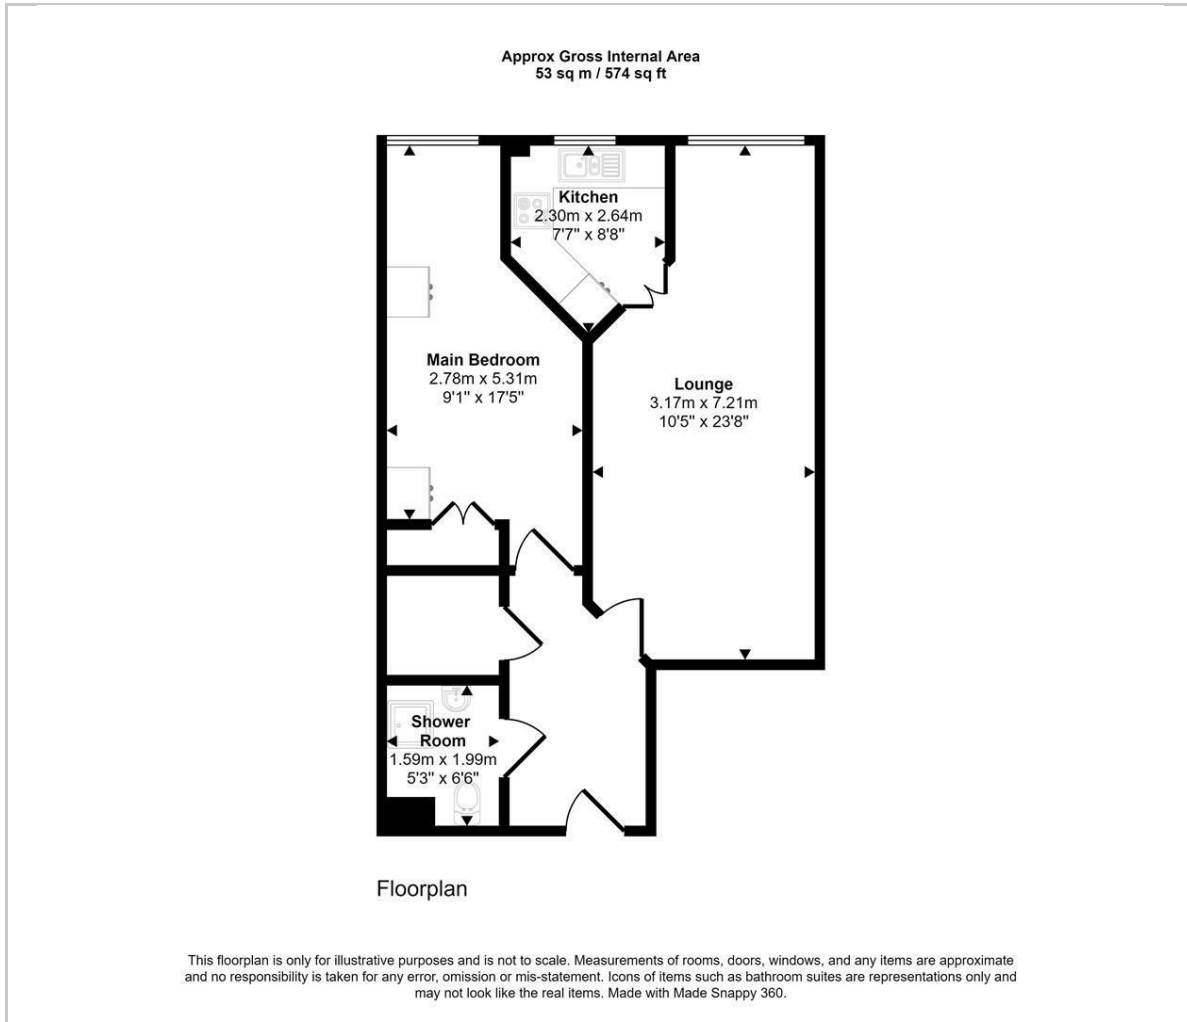 Approx Gross Internal Area
53 sq m / 574 sq ft
Kitchen
2.30m x 2.64m
7'7" x 8'8"
Main Bedroom
2.78m x 5.31m
9'1" x 17'5"
Lounge
3.17m x 7.21m
10'5" x 23'8"
Shower
Room
1.59m x 1.99m
5'3" x 6'6"
Floorplan
This floorplan is only for illustrative purposes and is not to scale. Measurements of rooms, doors, windows, and any items are approximate
and no responsibility is taken for any error, omission or mis-statement. Icons of items such as bathroom suites are representations only and
may not look like the real items. Made with Made Snappy 360.